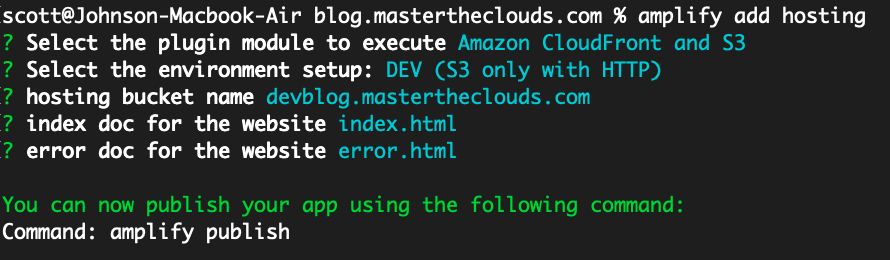 scott@Johnson-Macbook-Air blog.mastertheclouds.com % amplify add hosting
? Select the plugin module to execute Amazon CloudFront and S3
? Select the environment setup: DEV (S3 only with HTTP)
? hosting bucket name devblog.mastertheclouds.com
? index doc for the website index.html
? error doc for the website error.html
You can now publish your app using the following command:
Command: amplify publish